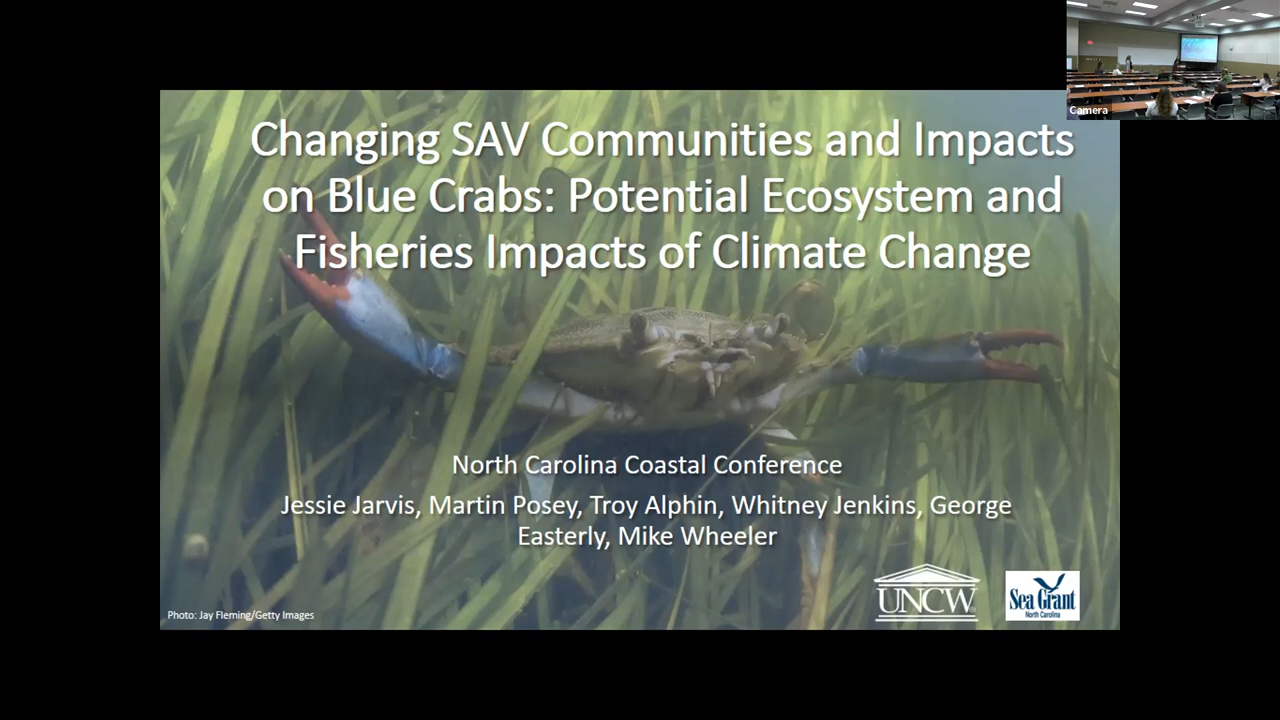 Camera
Changing SAV Communities and Impacts
on Blue Crabs: Potential Ecosystem and
Fisheries Impacts of Climate Change
North Carolina Coastal Conference
Jessie Jarvis, Martin Posey, Troy Alphin, Whitney Jenkins, George
Easterly, Mike Wheeler
Photo: Jay Fleming/Getty Images
UNCW
Sea Grant
North Carolina